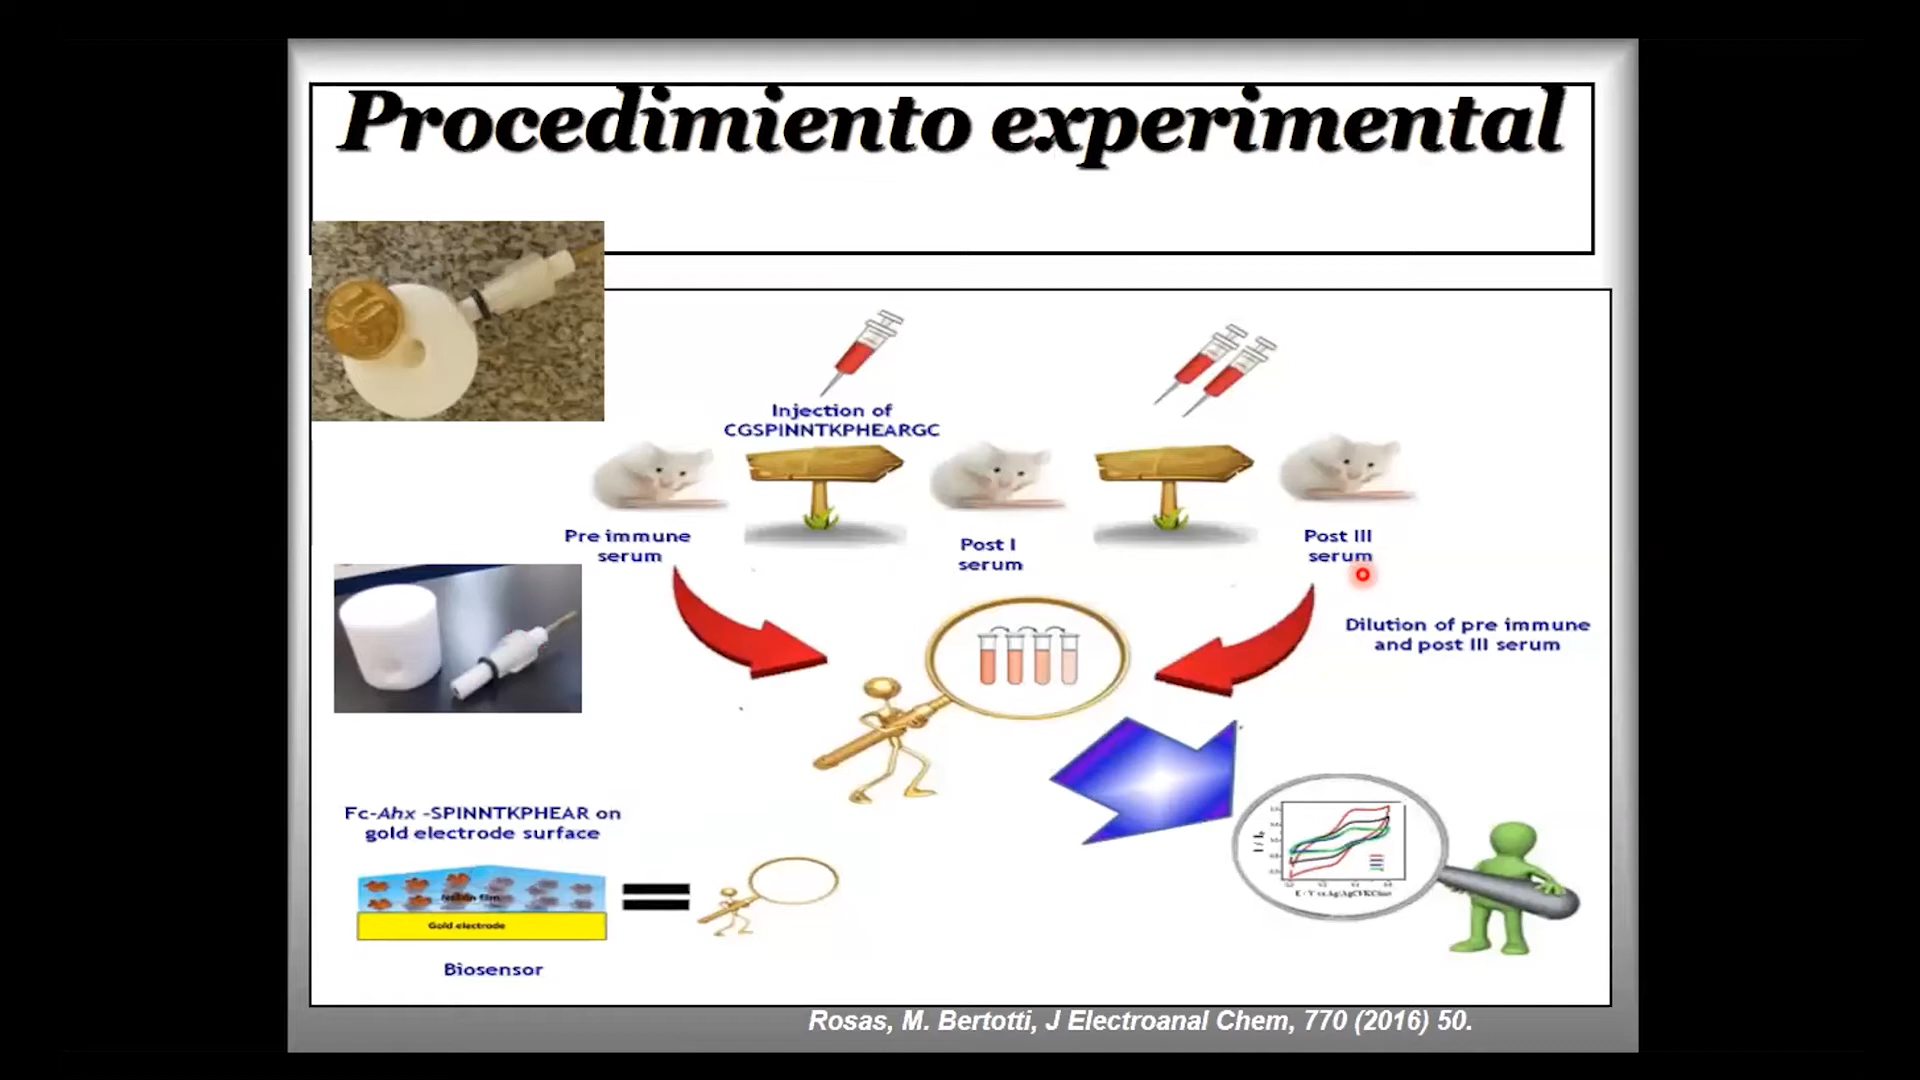 Procedimiento experimental
Injection of
CGSPINNTKPHEARGC
Pre immune
serum
Post I
serum
Post III
serum
Dilution of pre immune
and post III serum
Fc-Ahx -SPINNTKPHEAR on
gold electrode surface
Gold electrode
Biosensor
Rosas, M. Bertotti, J Electroanal Chem, 770 (2016) 50.